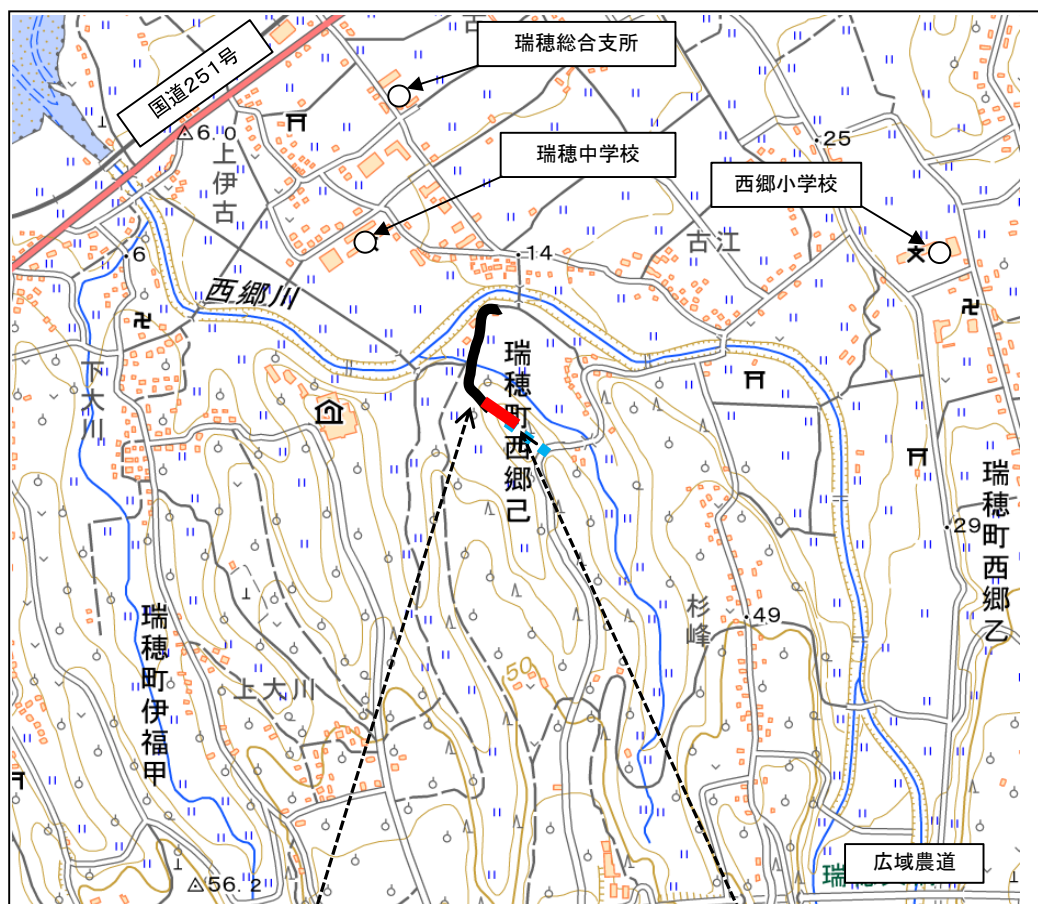 古
瑞穂総合支所
国道251号
6.0
上伊古
瑞穂中学校
25
西郷小学校
古江
14
6
西郷川
下大川
瑞穂町西郷己
29
瑞穂町西郷乙
杉峰
49
瑞穂町伊福甲
上大川
50
56.2
広域農道
瑞穂